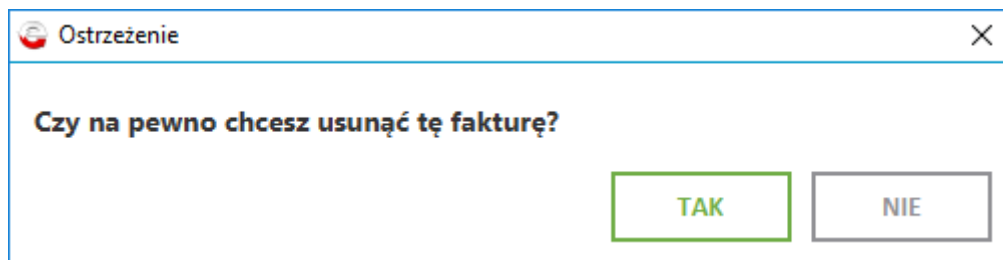 Ostrzeżenie
Czy na pewno chcesz usunąć tę fakturę?
TAK
NIE